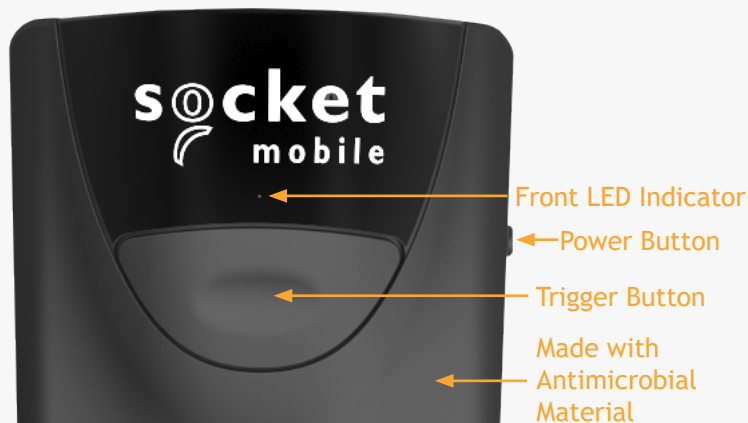 socket
mobile
Front LED Indicator
Power Button
Trigger Button
Made with
Antimicrobial
Material